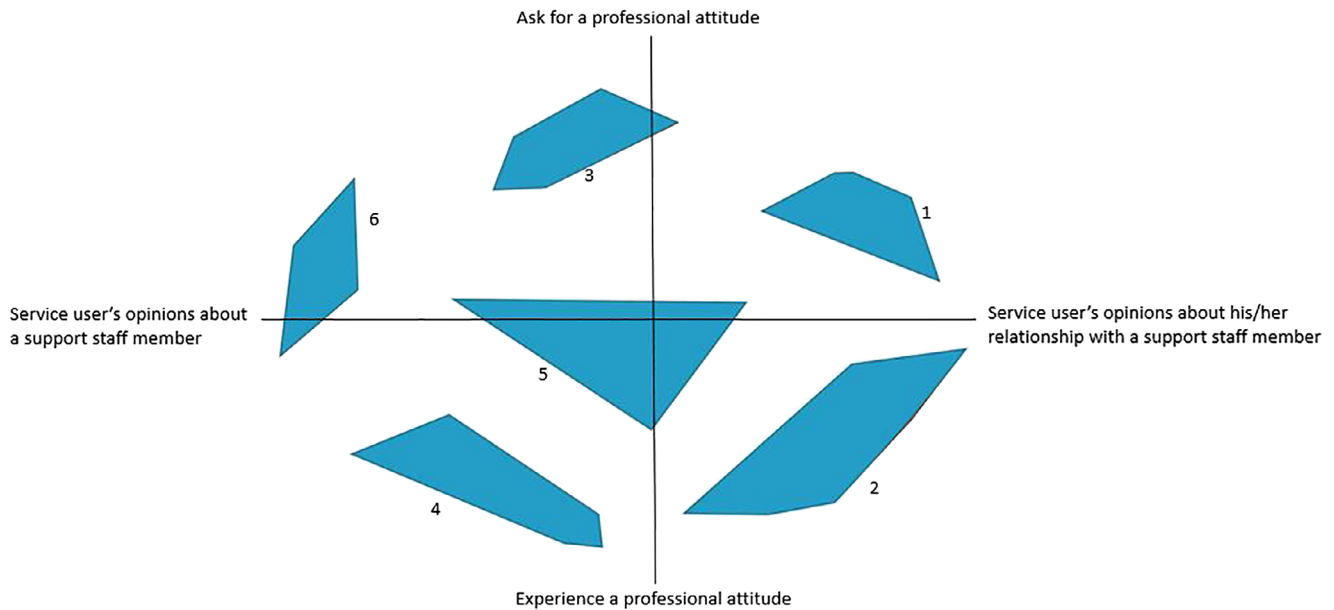 Ask for a professional attitude
3
1
6
Service user's opinions about
a support staff member
Service user's opinions about his/her
relationship with a support staff member
5
2
4
Experience a professional attitude